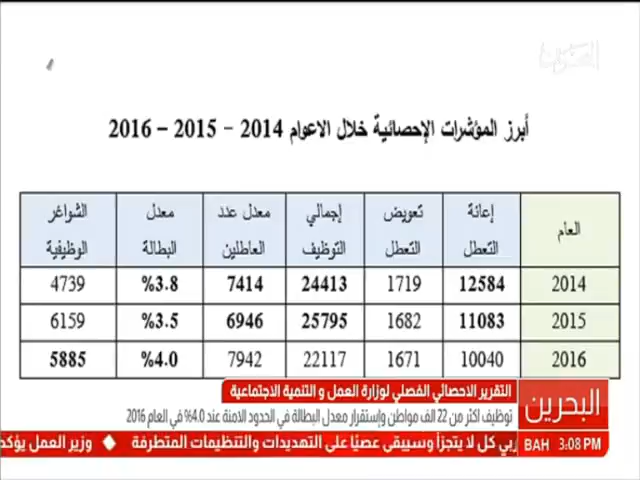 أبرز المؤشرات الإحصائية خلال الاعوام 2014 - 2015 – 2016
العام إعانة التعطل تعويض التعطل إجمالي التوظيف معدل عدد العاطلين معدل البطالة الشواغر الوظيفية
2014 12584 1719 24413 7414 %3.8 4739
2015 11083 1682 25795 6946 %3.5 6159
2016 10040 1671 22117 7942 %4.0 5885
التقرير الاحصائي الفصلي لوزارة العمل و التنمية الاجتماعية
توظيف اكثر من 22 الف مواطن وإستقرار معدل البطالة في الحدود الامنة عند 4.0% في العام 2016
البحرين
BAH 3:08 PM
ربي كل لا يتجزأ وسيبقى عصيًا على التهديدات والتنظيمات المتطرفة ◆ وزير العمل يؤكد